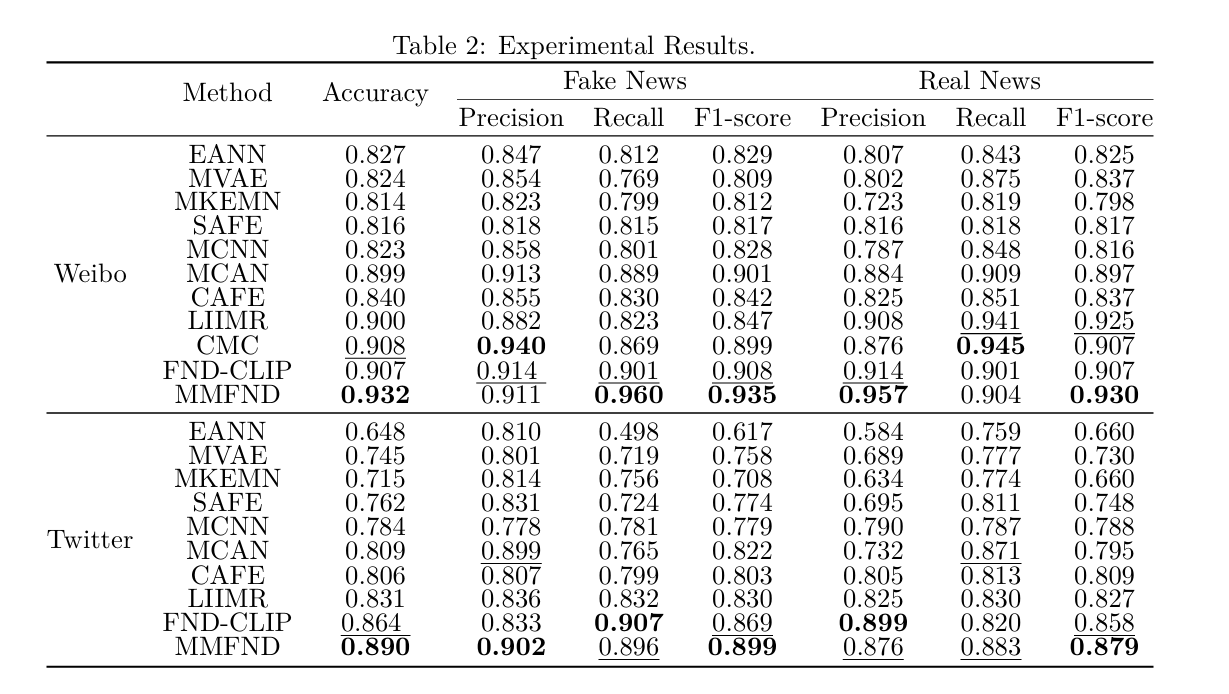 Table 2: Experimental Results.
Method Accuracy Fake News Real News
Precision Recall F1-score Precision Recall F1-score
Weibo
EANN 0.827 0.847 0.812 0.829 0.807 0.843 0.825
MVAE 0.824 0.854 0.769 0.809 0.802 0.875 0.837
MKEMN 0.814 0.823 0.799 0.812 0.723 0.819 0.798
SAFE 0.816 0.818 0.815 0.817 0.816 0.818 0.817
MCNN 0.823 0.858 0.801 0.828 0.787 0.848 0.816
MCAN 0.899 0.913 0.889 0.901 0.884 0.909 0.897
CAFE 0.840 0.855 0.830 0.842 0.825 0.851 0.837
LIIMR 0.900 0.882 0.823 0.847 0.908 0.941 0.925
CMC 0.908 0.940 0.869 0.899 0.876 0.945 0.907
FND-CLIP 0.907 0.914 0.901 0.908 0.914 0.901 0.907
MMFND 0.932 0.911 0.960 0.935 0.957 0.904 0.930
Twitter
EANN 0.648 0.810 0.498 0.617 0.584 0.759 0.660
MVAE 0.745 0.801 0.719 0.758 0.689 0.777 0.730
MKEMN 0.715 0.814 0.756 0.708 0.634 0.774 0.660
SAFE 0.762 0.831 0.724 0.774 0.695 0.811 0.748
MCNN 0.784 0.778 0.781 0.779 0.790 0.787 0.788
MCAN 0.809 0.899 0.765 0.822 0.732 0.871 0.795
CAFE 0.806 0.807 0.799 0.803 0.805 0.813 0.809
LIIMR 0.831 0.836 0.832 0.830 0.825 0.830 0.827
FND-CLIP 0.864 0.833 0.907 0.869 0.899 0.820 0.858
MMFND 0.890 0.902 0.896 0.899 0.876 0.883 0.879